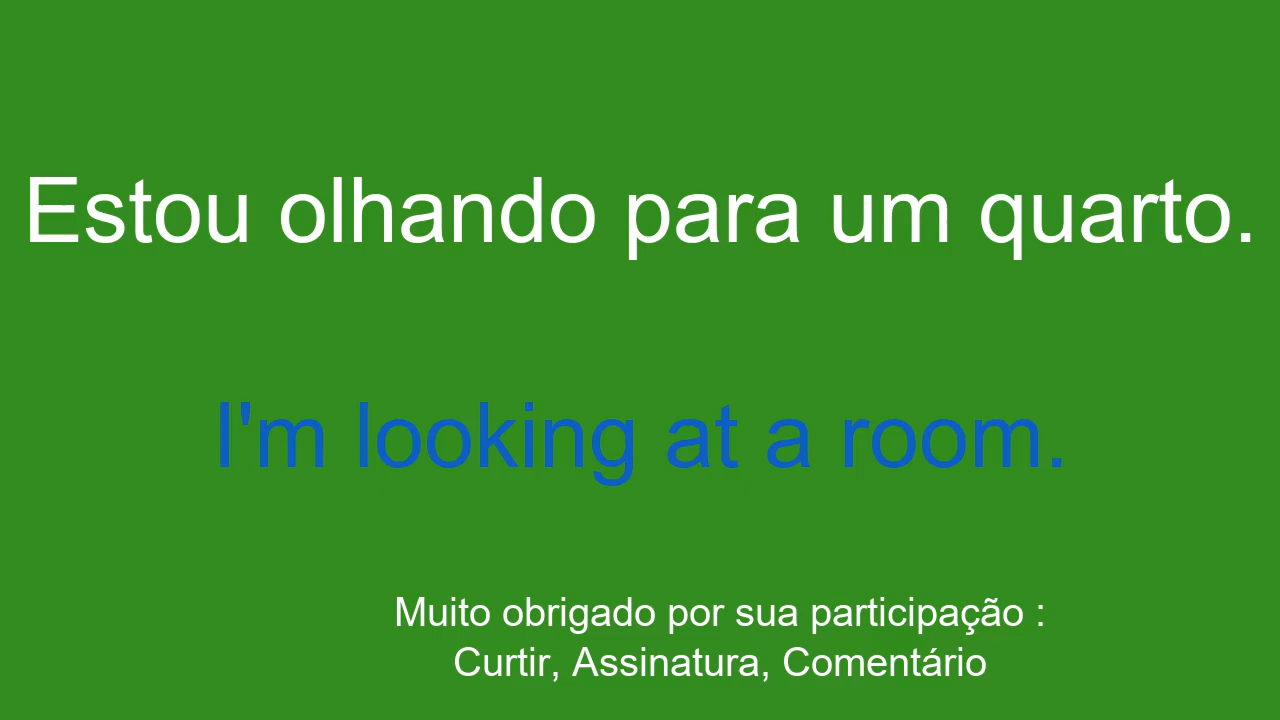 Estou olhando para um quarto.
I'm looking at a room.
Muito obrigado por sua participação :
Curtir, Assinatura, Comentário